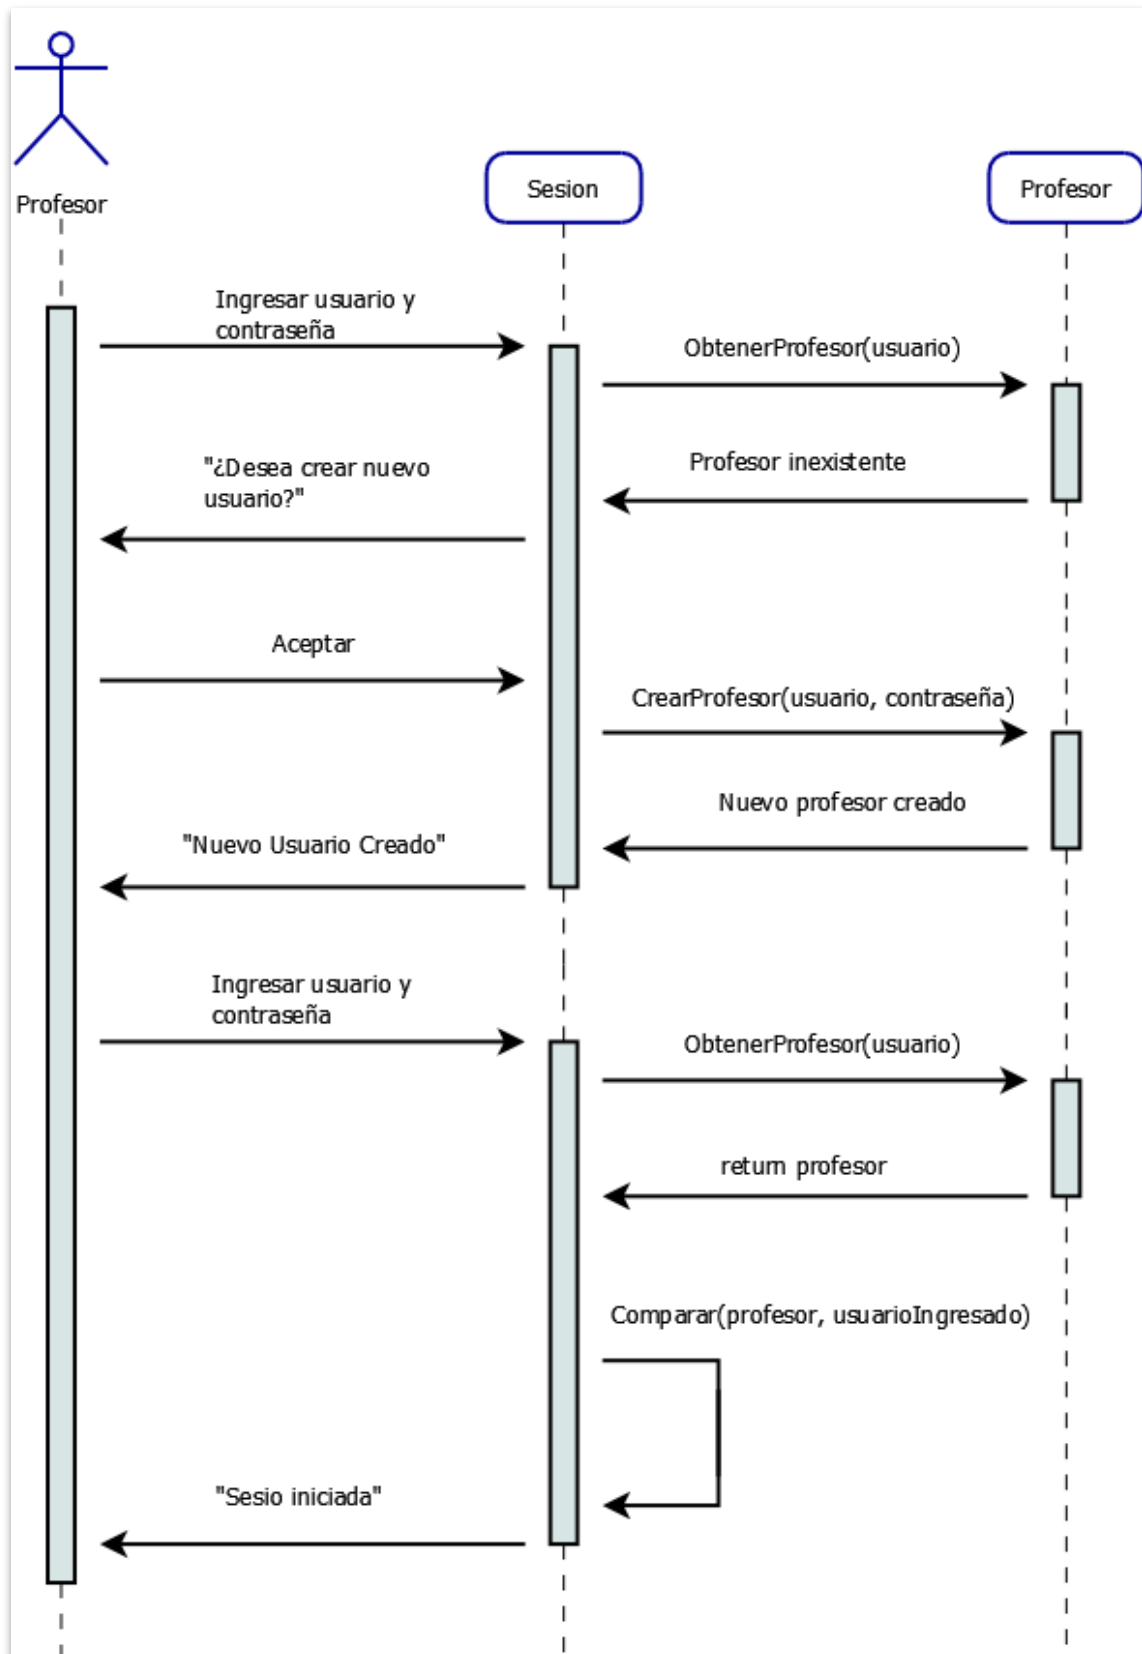 Profesor
Sesion
Profesor
Ingresar usuario y
contraseña
ObtenerProfesor(usuario)
Profesor inexistente
"¿Desea crear nuevo
usuario?"
Aceptar
CrearProfesor(usuario, contraseña)
Nuevo profesor creado
"Nuevo Usuario Creado"
Ingresar usuario y
contraseña
ObtenerProfesor(usuario)
return profesor
Comparar(profesor, usuarioIngresado)
"Sesio iniciada"